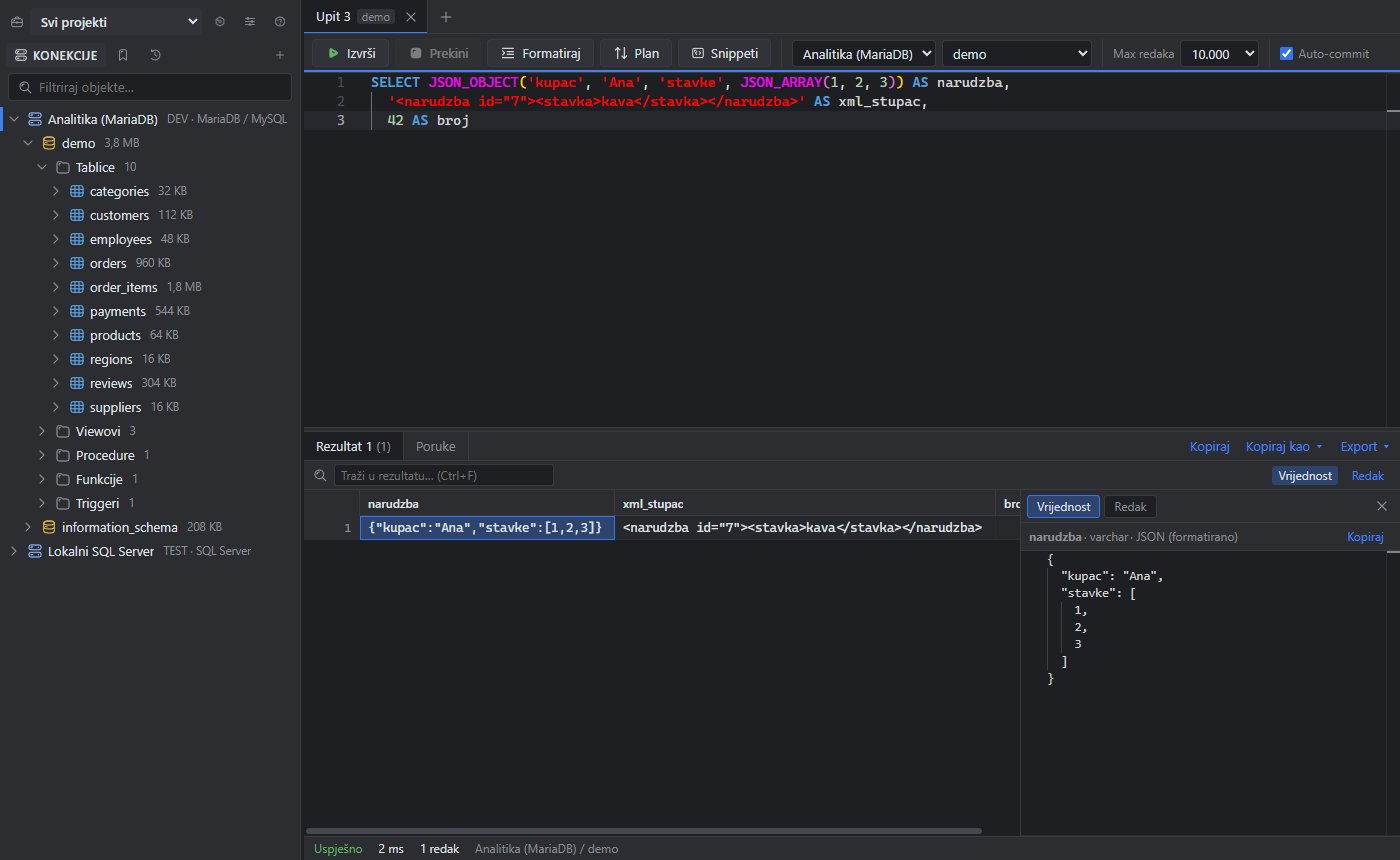 Svi projekti
KONEKCIJE
Filtriraj objekte...
Analitika (MariaDB) DEV · MariaDB / MySQL
demo 3,8 MB
Tablice 10
categories 32 KB
customers 112 KB
employees 48 KB
orders 960 KB
order_items 1,8 MB
payments 544 KB
products 64 KB
regions 16 KB
reviews 304 KB
suppliers 16 KB
Viewovi 3
Procedure 1
Funkcije 1
Triggeri 1
information_schema 208 KB
Lokalni SQL Server TEST · SQL Server
Upit 3 demo
Izvrši Prekini Formatiraj Plan Snippeti Analitika (MariaDB) demo Max redaka 10.000 Auto-commit
1 SELECT JSON_OBJECT('kupac', 'Ana', 'stavke', JSON_ARRAY(1, 2, 3)) AS narudzba,
2 '<narudzba id="7"><stavka>kava</stavka></narudzba>' AS xml_stupac,
3 42 AS broj
Rezultat 1 (1) Poruke Kopiraj Kopiraj kao Export
Traži u rezultatu... (Ctrl+F) Vrijednost Redak
narudzba xml_stupac brc
1 {"kupac":"Ana","stavke":[1,2,3]} <narudzba id="7"><stavka>kava</stavka></narudzba>
Vrijednost Redak
narudzba · varchar · JSON (formatirano) Kopiraj
{
"kupac": "Ana",
"stavke": [
1,
2,
3
]
}
Uspješno 2 ms 1 redak Analitika (MariaDB) / demo